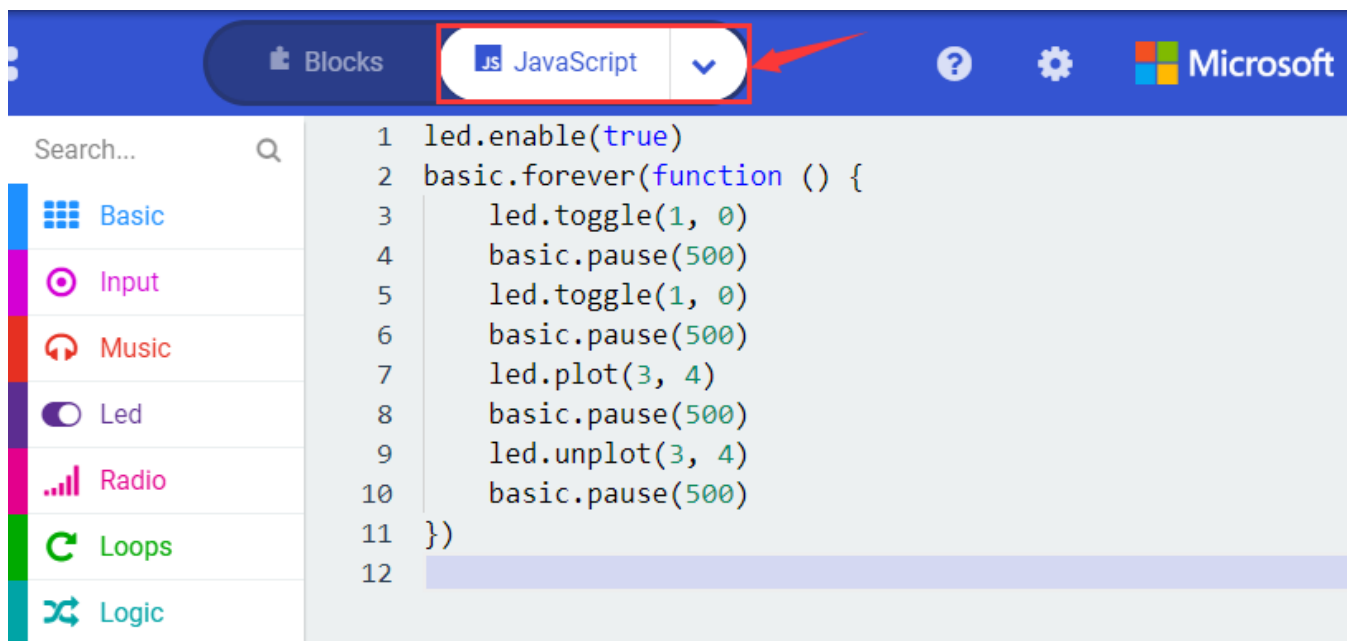 Blocks
JS JavaScript
?
Microsoft
Search...
Basic
Input
Music
Led
Radio
Loops
Logic
1 led.enable(true)
2 basic.forever(function () {
3     led.toggle(1, 0)
4     basic.pause(500)
5     led.toggle(1, 0)
6     basic.pause(500)
7     led.plot(3, 4)
8     basic.pause(500)
9     led.unplot(3, 4)
10     basic.pause(500)
11 })
12